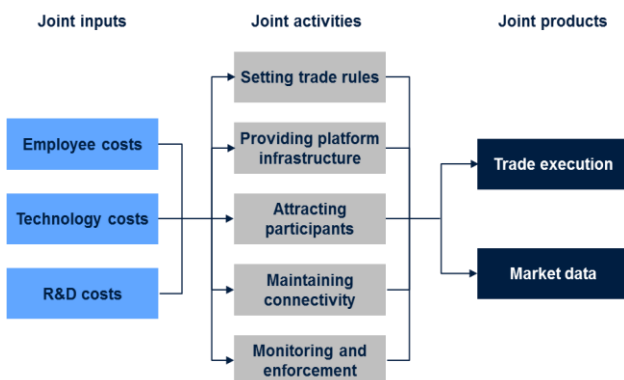 Joint inputs
Joint activities
Joint products
Employee costs
Technology costs
R&D costs
Setting trade rules
Providing platform
infrastructure
Attracting
participants
Maintaining
connectivity
Monitoring and
enforcement
Trade execution
Market data